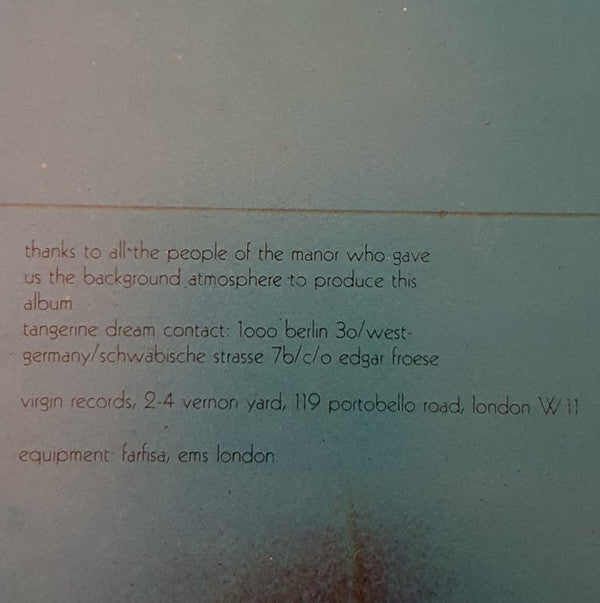 thanks to all the people of the manor who gave
us the background atmosphere to produce this
album
tangerine dream contact: 1000 berlin 30/west-
germany/schwäbische strasse 7b/c/o edgar froese
virgin records, 2-4 vernon yard, 119 portobello road, london W 11
equipment: farfisa, ems london.